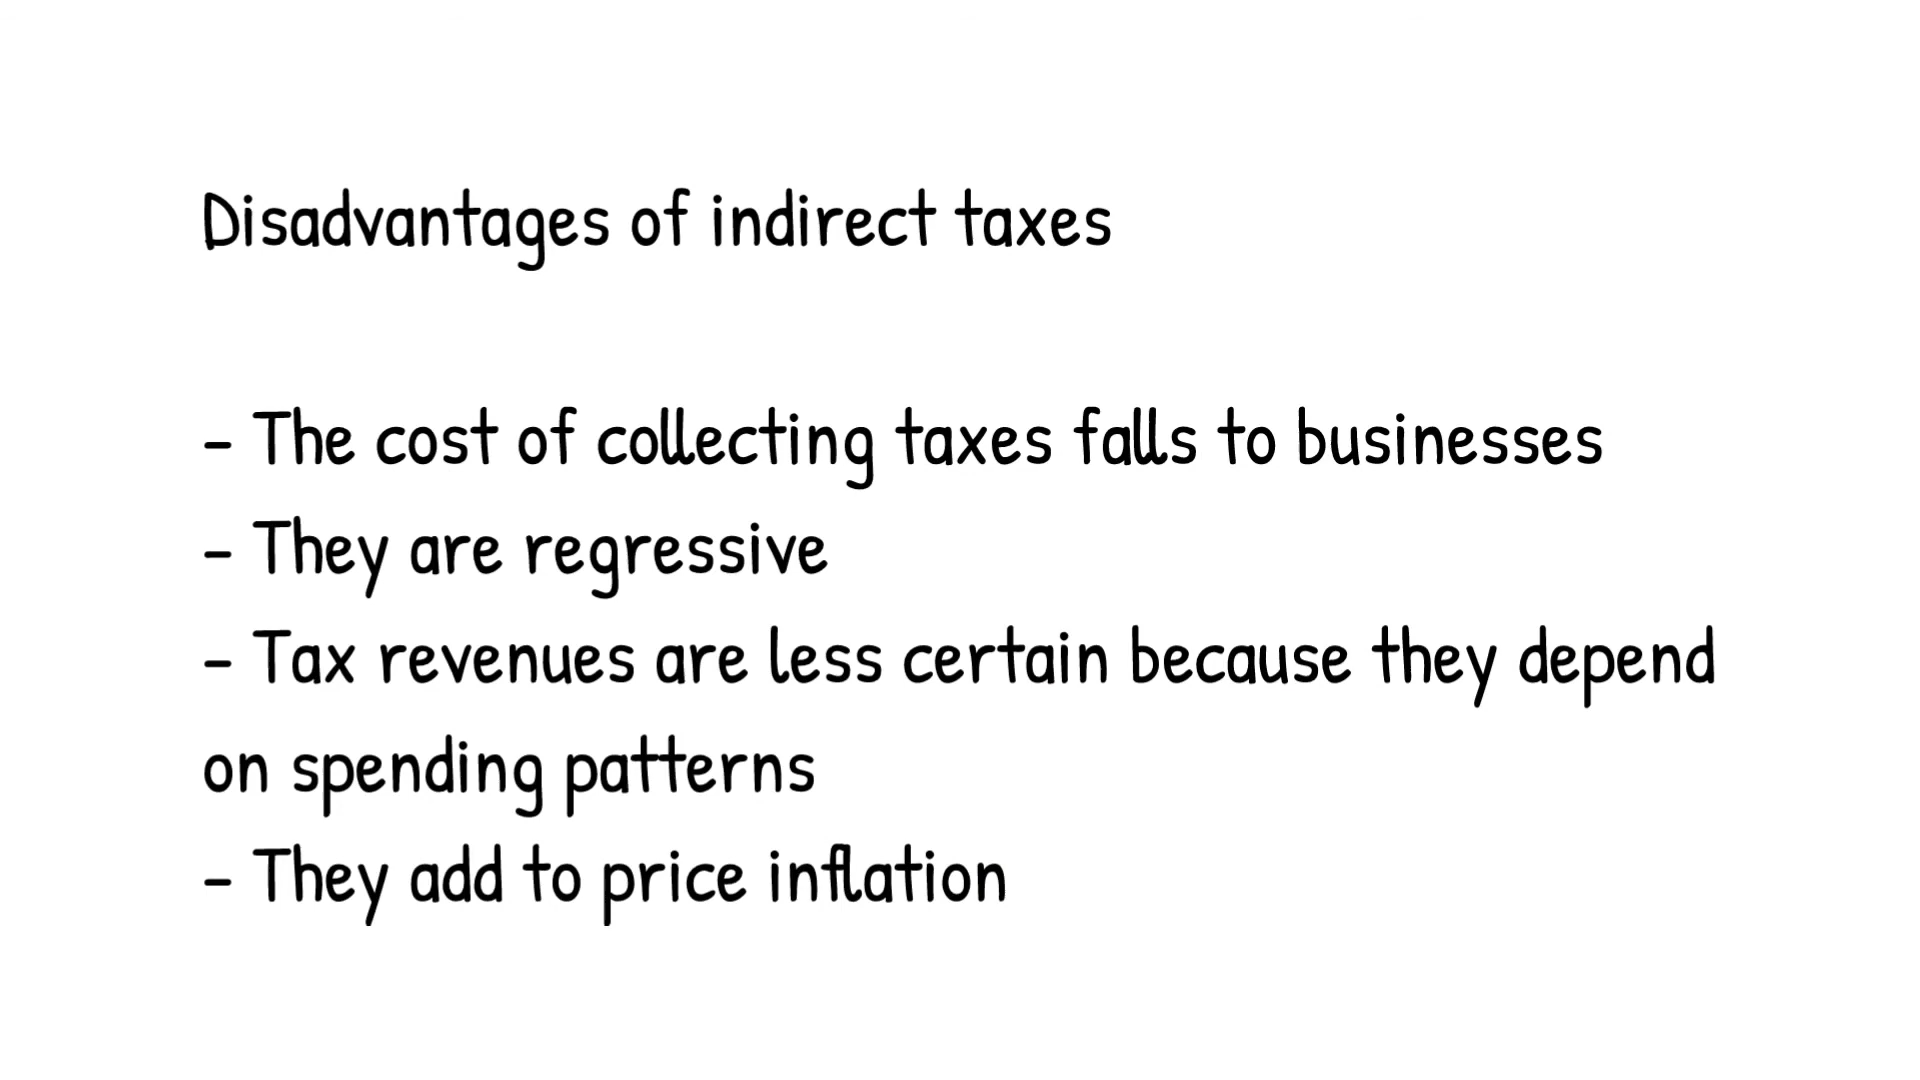 Disadvantages of indirect taxes
- The cost of collecting taxes falls to businesses
- They are regressive
- Tax revenues are less certain because they depend
on spending patterns
- They add to price inflation